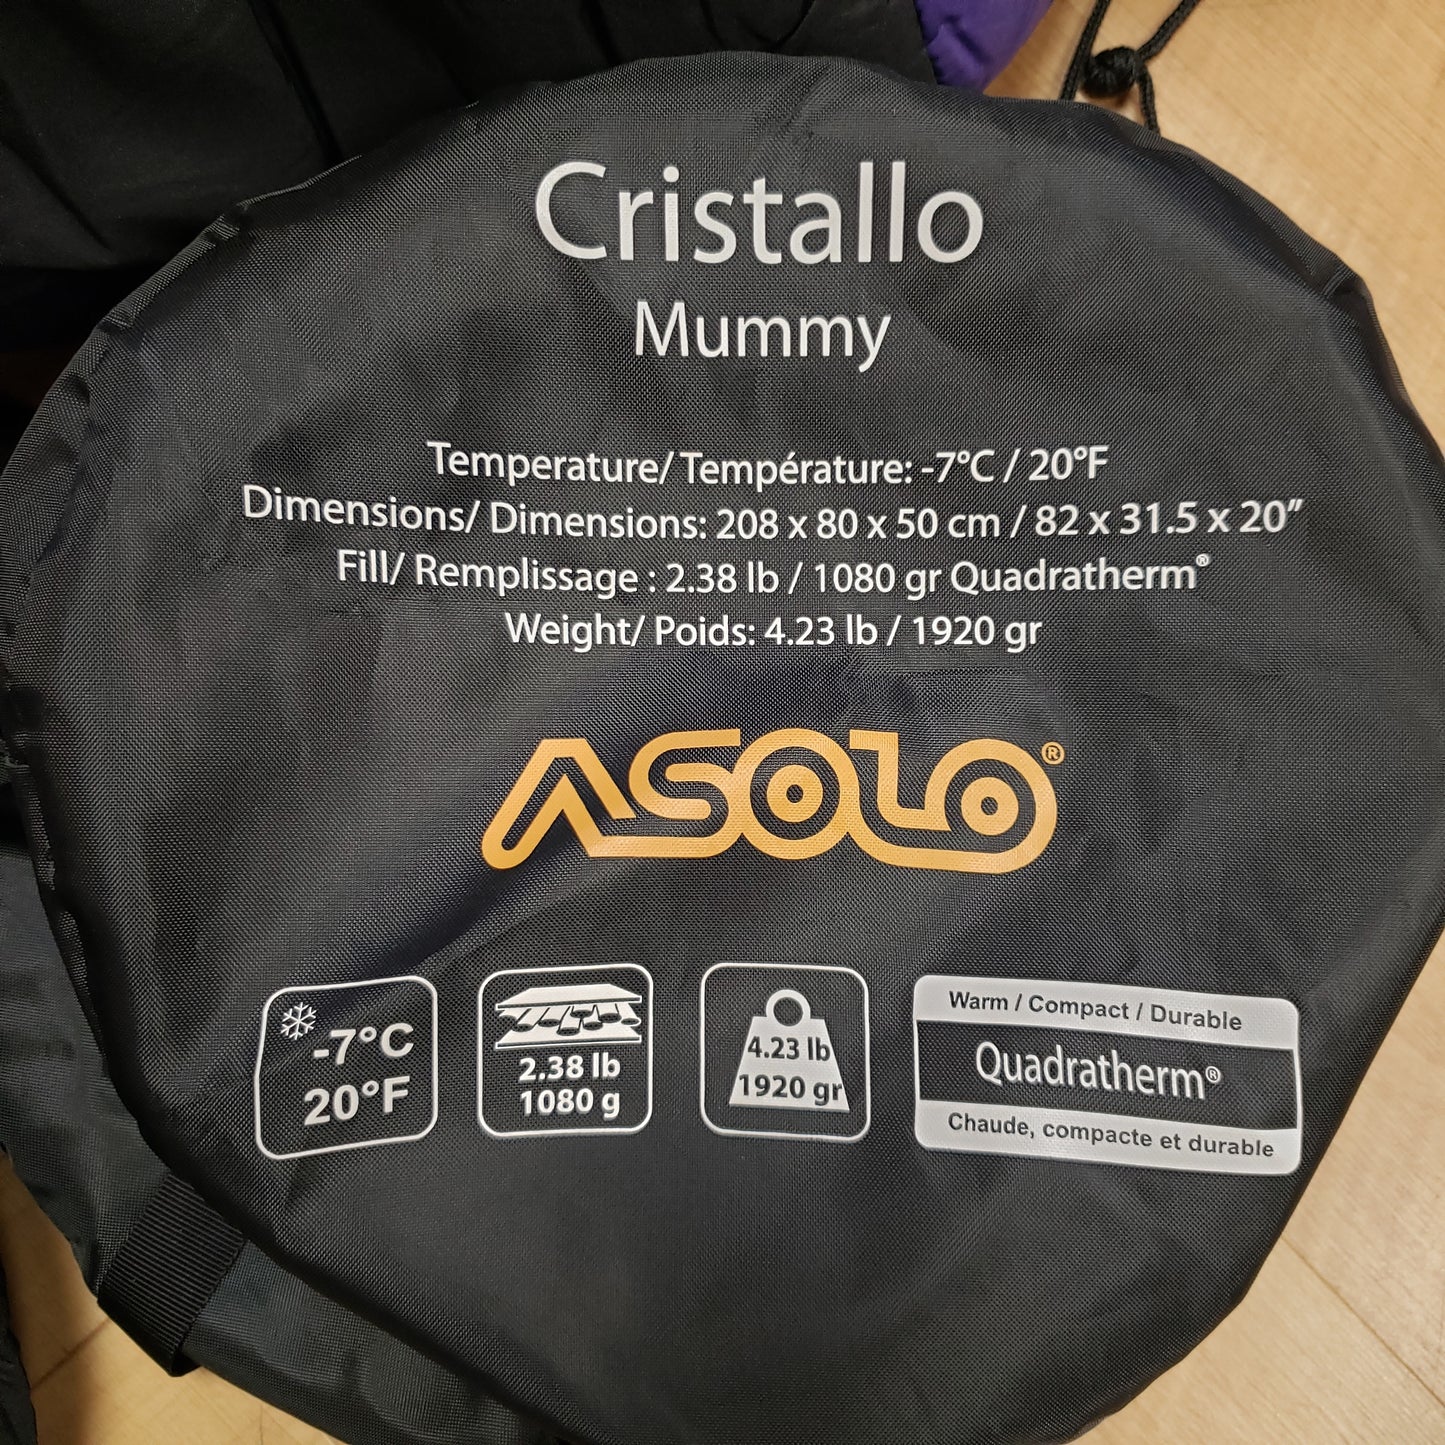 Cristallo
Mummy
Temperature/ Température: -7°C / 20°F
Dimensions/ Dimensions: 208 x 80 x 50 cm / 82 x 31.5 x 20”
Fill/ Remplissage : 2.38 lb / 1080 gr Quadratherm®
Weight/ Poids: 4.23 lb / 1920 gr
ASOLO®
-7°C
20°F
2.38 lb
1080 g
4.23 lb
1920 gr
Warm / Compact / Durable
Quadratherm®
Chaude, compacte et durable